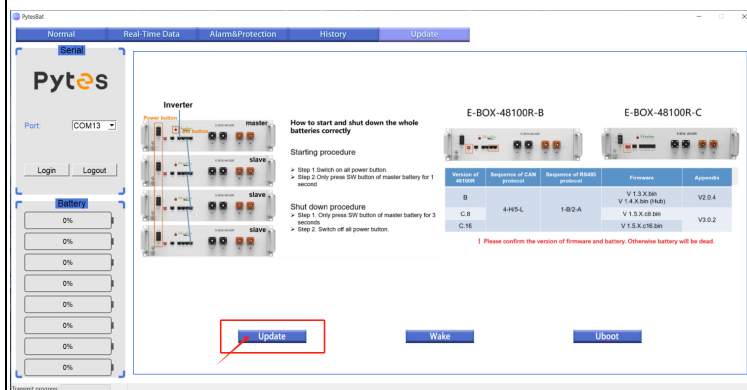 PytesBat
Normal
Real-Time Data
Alarm&Protection
History
Update
Serial
Pytes
Port:
COM13
Login
Logout
Battery
0%
0%
0%
0%
0%
0%
0%
0%
Inverter
Power button
SW button
master
slave
slave
slave
How to start and shut down the whole
batteries correctly
Starting procedure
➢ Step 1.Switch on all power button.
➢ Step 2.Only press SW button of master battery for 1
second
Shut down procedure
➢ Step 1. Only press SW button of master battery for 3
seconds
➢ Step 2. Switch off all power button.
E-BOX-48100R-B
E-BOX-48100R-C
Version of
48100R
Sequence of CAN
protocol
Sequence of RS485
protocol
Firmware
Appendix
B
4-H/5-L
1-B/2-A
V 1.3.X.bin
V 1.4.X.bin (Hub)
V2.0.4
C.8
V 1.5.X.c8.bin
V3.0.2
C.16
V 1.5.X.c16.bin
! Please confirm the version of firmware and battery. Otherwise battery will be dead.
Update
Wake
Uboot
Transmit progress: